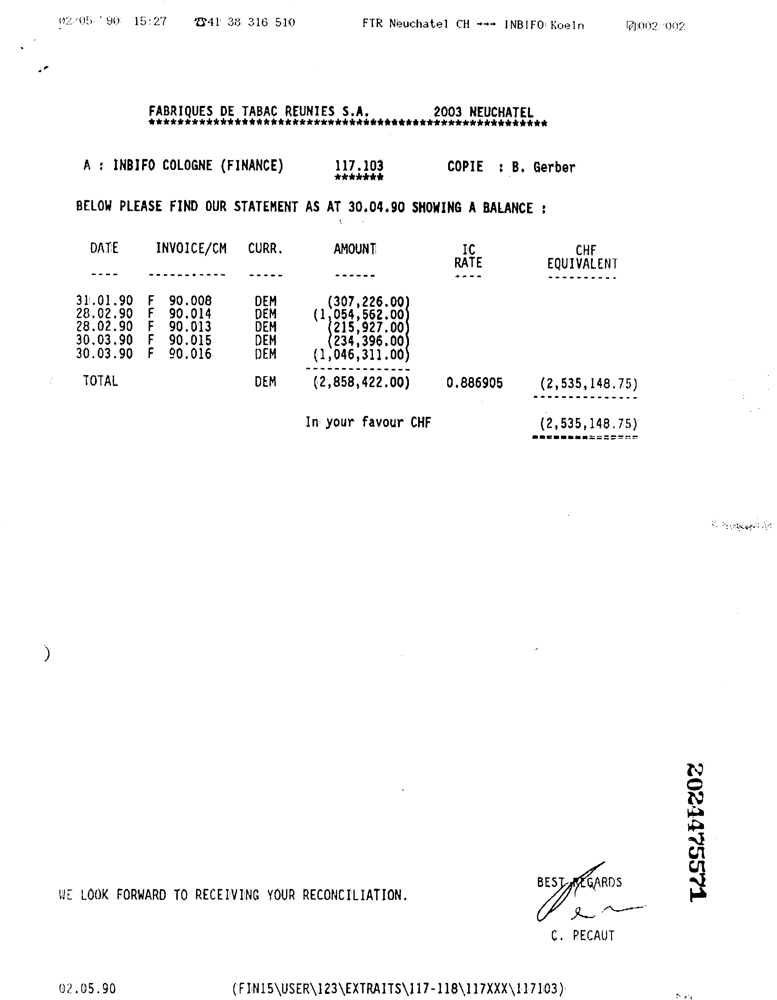 02/05 '90 15:27 ☎41 38 316 510 FTR Neuchatel CH →→→ INBIFO Koeln 002/002
FABRIQUES DE TABAC REUNIES S.A. 2003 NEUCHATEL
*******************************************************
A : INBIFO COLOGNE (FINANCE) 117.103 COPIE : B. Gerber
*******
BELOW PLEASE FIND OUR STATEMENT AS AT 30.04.90 SHOWING A BALANCE :
DATE INVOICE/CM CURR. AMOUNT IC CHF
RATE EQUIVALENT
---- ----------- ----- ------ ---- ----------
31.01.90 F 90.008 DEM (307,226.00)
28.02.90 F 90.014 DEM (1,054,562.00)
28.02.90 F 90.013 DEM (215,927.00)
30.03.90 F 90.015 DEM (234,396.00)
30.03.90 F 90.016 DEM (1,046,311.00)
---------------
TOTAL DEM (2,858,422.00) 0.886905 (2,535,148.75)
---------------
In your favour CHF (2,535,148.75)
===============
2024475571
WE LOOK FORWARD TO RECEIVING YOUR RECONCILIATION.
BEST REGARDS
C. PECAUT
02.05.90 (FIN15\USER\123\EXTRAITS\117-118\117XXX\117103)